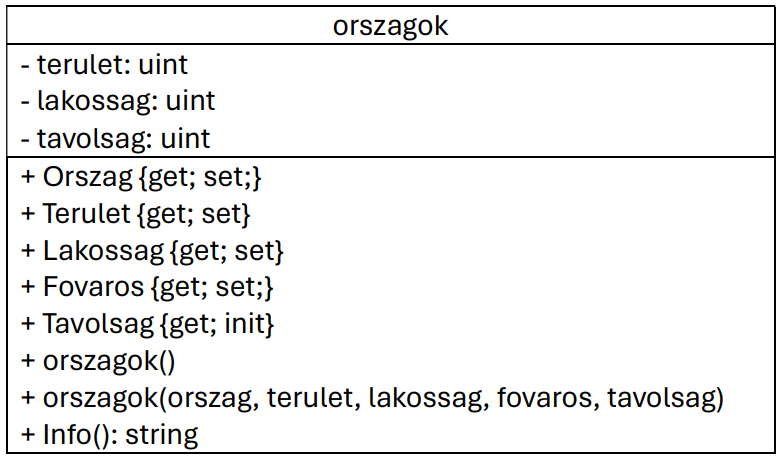 orszagok
- terulet: uint
- lakossag: uint
- tavolsag: uint
+ Orszag {get; set;}
+ Terulet {get; set}
+ Lakossag {get; set}
+ Fovaros {get; set;}
+ Tavolsag {get; init}
+ orszagok()
+ orszagok(orszag, terulet, lakossag, fovaros, tavolsag)
+ Info(): string